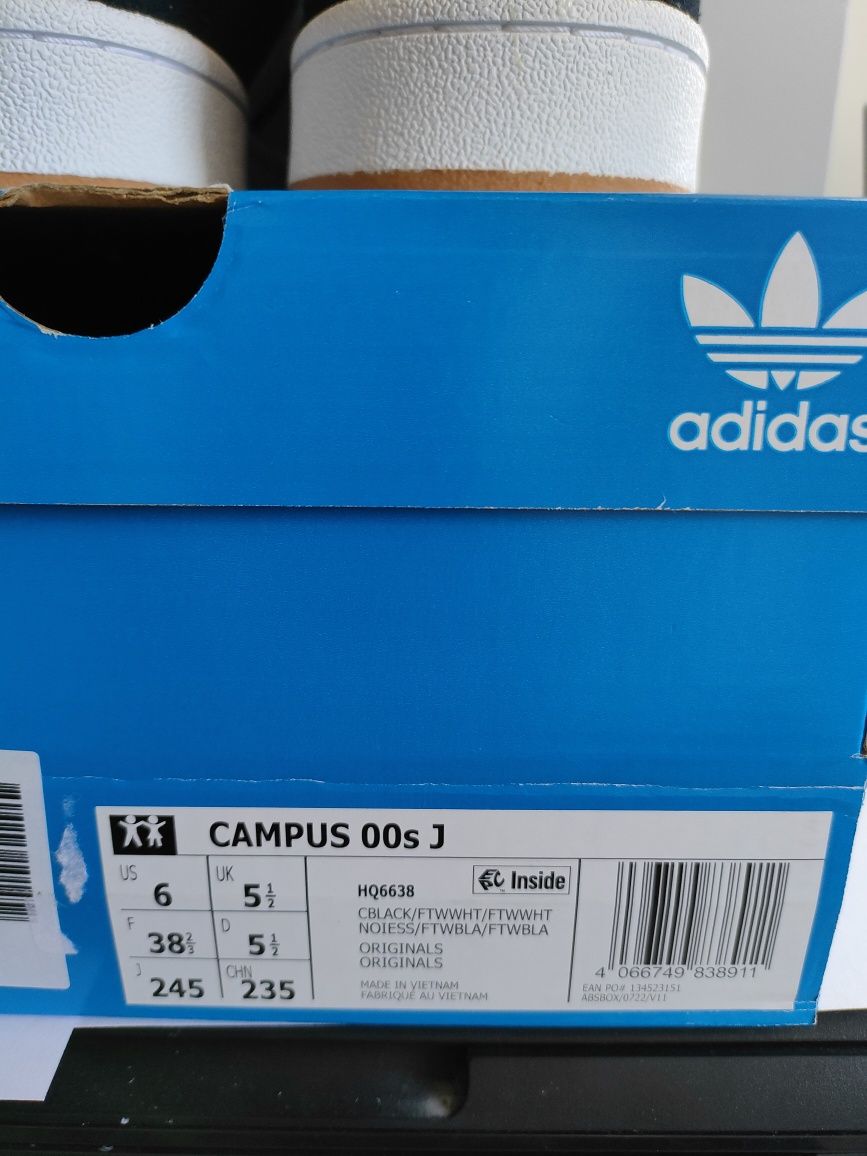 adidas
CAMPUS 00s J
US 6
UK 5 1/2
F 38 2/3
D 5 1/2
J 245
CHN 235
HQ6638
Inside
CBLACK/FTWWHT/FTWWHT
NOIESS/FTWBLA/FTWBLA
ORIGINALS
ORIGINALS
MADE IN VIETNAM
FABRIQUÉ AU VIETNAM
4 066749 838911
EAN PO# 134523151
ABSBOX/0722/V11